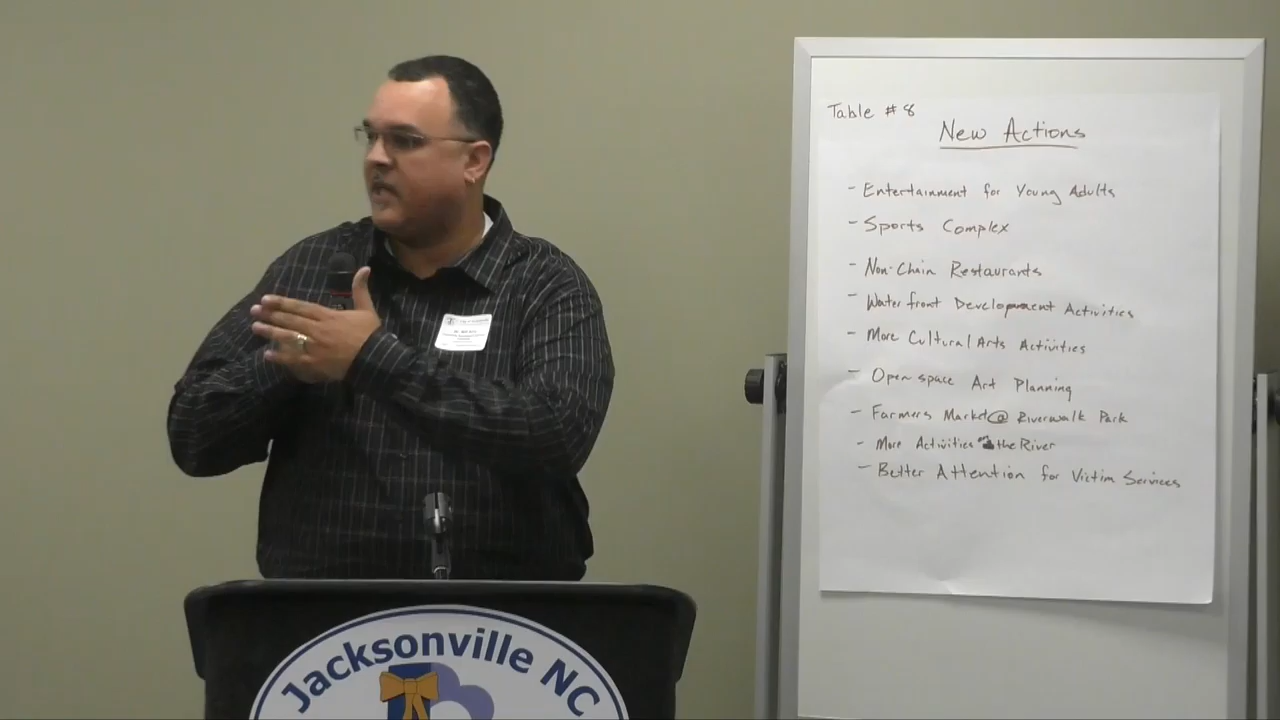 Table #8
New Actions
- Entertainment for Young Adults
- Sports Complex
- Non-Chain Restaurants
- Waterfront Development Activities
- More Cultural Arts Activities
- Open space Art Planning
- Farmers Market @ Riverwalk Park
- More Activities on the River
- Better Attention for Victim Services
Jacksonville NC